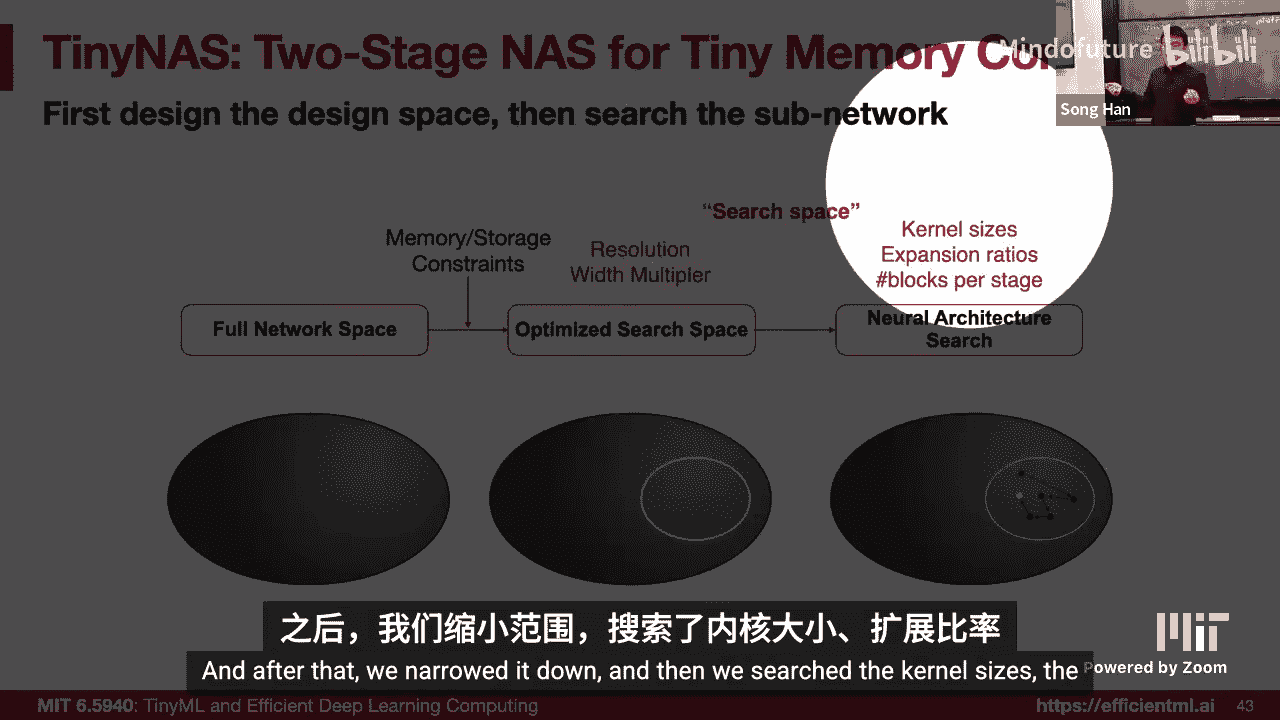 TinyNAS: Two-Stage NAS for Tiny Memory Con
Mindofuture bilibili
Song Han
First design the design space, then search the sub-network
“Search space”
Memory/Storage
Constraints
Resolution
Width Multipler
Kernel sizes
Expansion ratios
#blocks per stage
Full Network Space
Optimized Search Space
Neural Architecture
Search
之后，我们缩小范围，搜索了内核大小、扩展比率
And after that, we narrowed it down, and then we searched the kernel sizes, the
MIT
Powered by Zoom
MIT 6.5940: TinyML and Efficient Deep Learning Computing
https://efficientml.ai
43